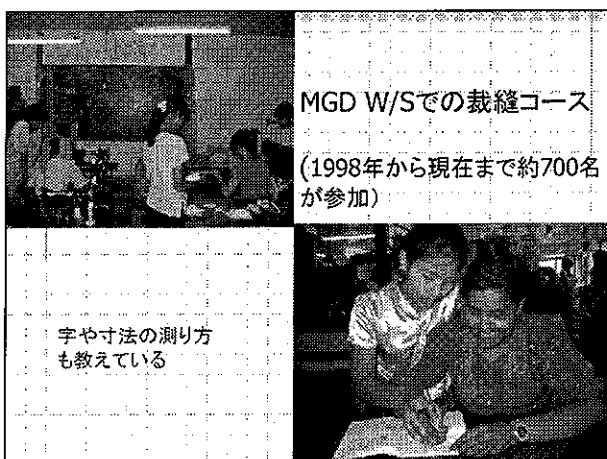 MGD W/Sでの裁縫コース
(1998年から現在まで約700名
が参加)
字や寸法の測り方
も教えている